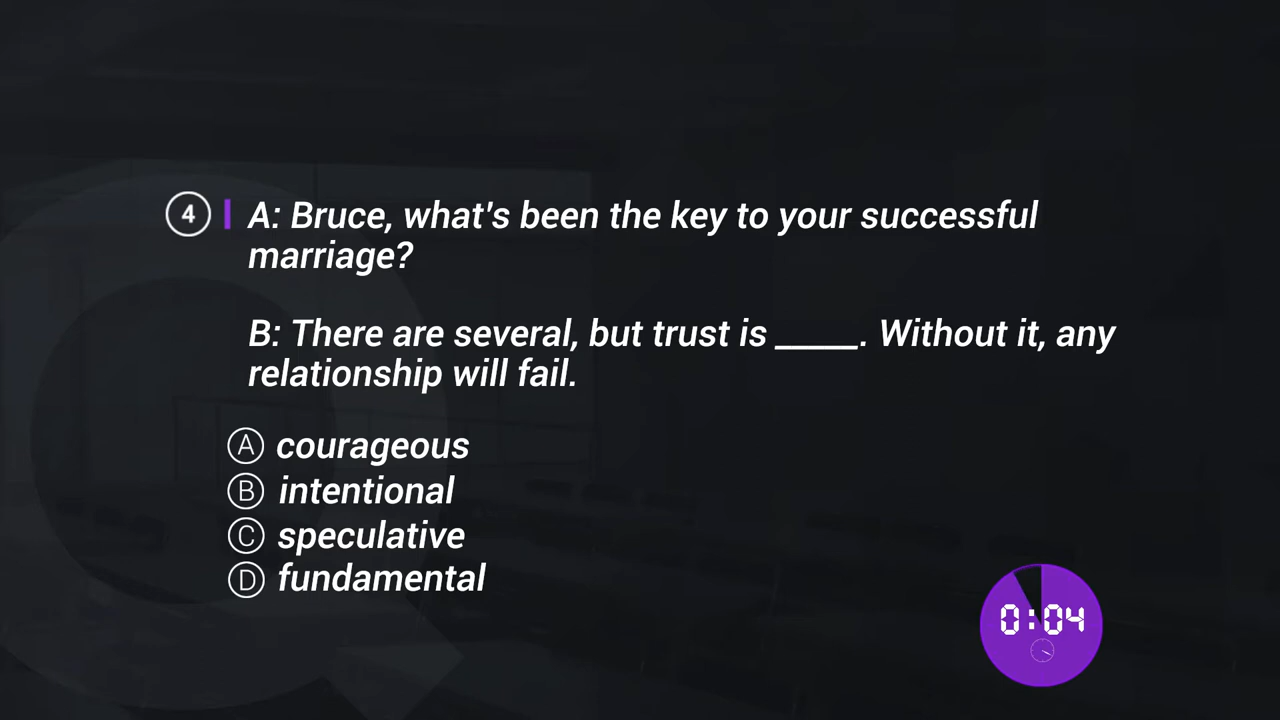 4 A: Bruce, what's been the key to your successful
marriage?
B: There are several, but trust is _____. Without it, any
relationship will fail.
A courageous
B intentional
C speculative
D fundamental
0:04